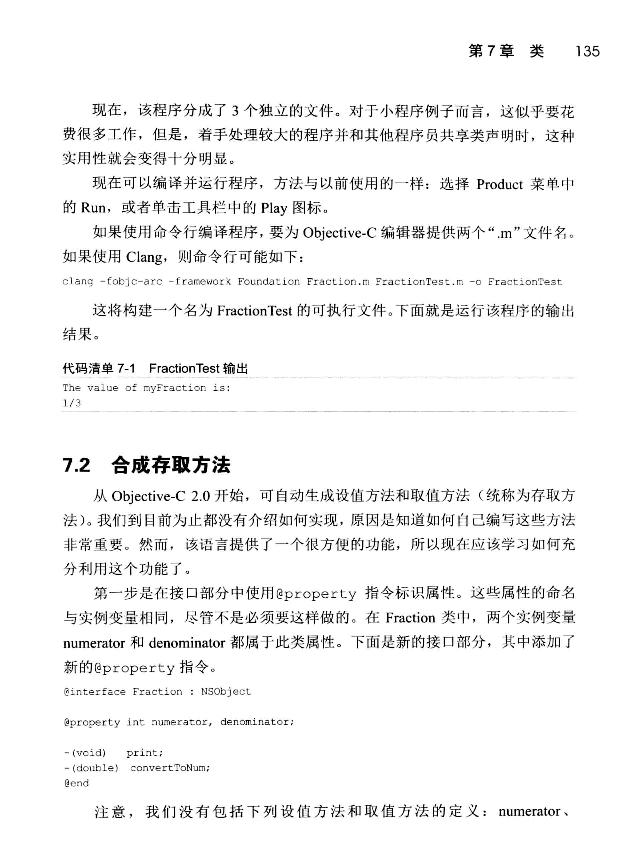 第 7 章 类 135
现在，该程序分成了 3 个独立的文件。对于小程序例子而言，这似乎要花
费很多工作，但是，着手处理较大的程序并和其他程序员共享类声明时，这种
实用性就会变得十分明显。
现在可以编译并运行程序，方法与以前使用的一样：选择 Product 菜单中
的 Run，或者单击工具栏中的 Play 图标。
如果使用命令行编译程序，要为 Objective-C 编辑器提供两个“.m”文件名。
如果使用 Clang，则命令行可能如下：
clang -fobjc-arc -framework Foundation Fraction.m FractionTest.m -o FractionTest
这将构建一个名为 FractionTest 的可执行文件。下面就是运行该程序的输出
结果。
代码清单 7-1 FractionTest 输出
The value of myFraction is:
1/3
7.2 合成存取方法
从 Objective-C 2.0 开始，可自动生成设值方法和取值方法（统称为存取方
法）。我们到目前为止都没有介绍如何实现，原因是知道如何自己编写这些方法
非常重要。然而，该语言提供了一个很方便的功能，所以现在应该学习如何充
分利用这个功能了。
第一步是在接口部分中使用@property 指令标识属性。这些属性的命名
与实例变量相同，尽管不是必须要这样做的。在 Fraction 类中，两个实例变量
numerator 和 denominator 都属于此类属性。下面是新的接口部分，其中添加了
新的@property 指令。
@interface Fraction : NSObject
@property int numerator, denominator;
-(void) print;
-(double) convertToNum;
@end
注意，我们没有包括下列设值方法和取值方法的定义：numerator、